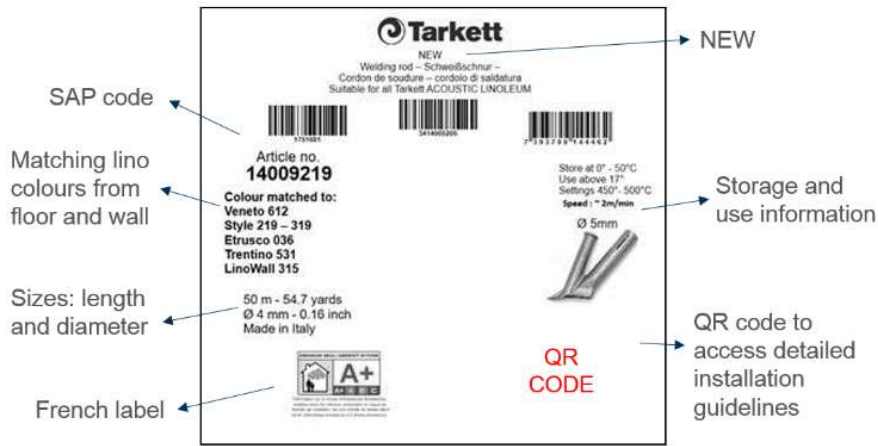 Tarkett
NEW
NEW
Welding rod – Schweißschnur –
Cordon de soudure – cordolo di saldatura
Suitable for all Tarkett ACOUSTIC LINOLEUM
SAP code
7393799144462
Article no.
14009219
Matching lino
colours from
floor and wall
Colour matched to:
Veneto 612
Style 219 – 319
Etrusco 036
Trentino 531
LinoWall 315
Store at 0° - 50°C
Use above 17°
Settings 450°- 500°C
Speed : ~ 2m/min
Ø 5mm
Storage and
use information
Sizes: length
and diameter
50 m - 54.7 yards
Ø 4 mm - 0.16 inch
Made in Italy
QR
CODE
QR code to
access detailed
installation
guidelines
A+
A+ A B C
French label